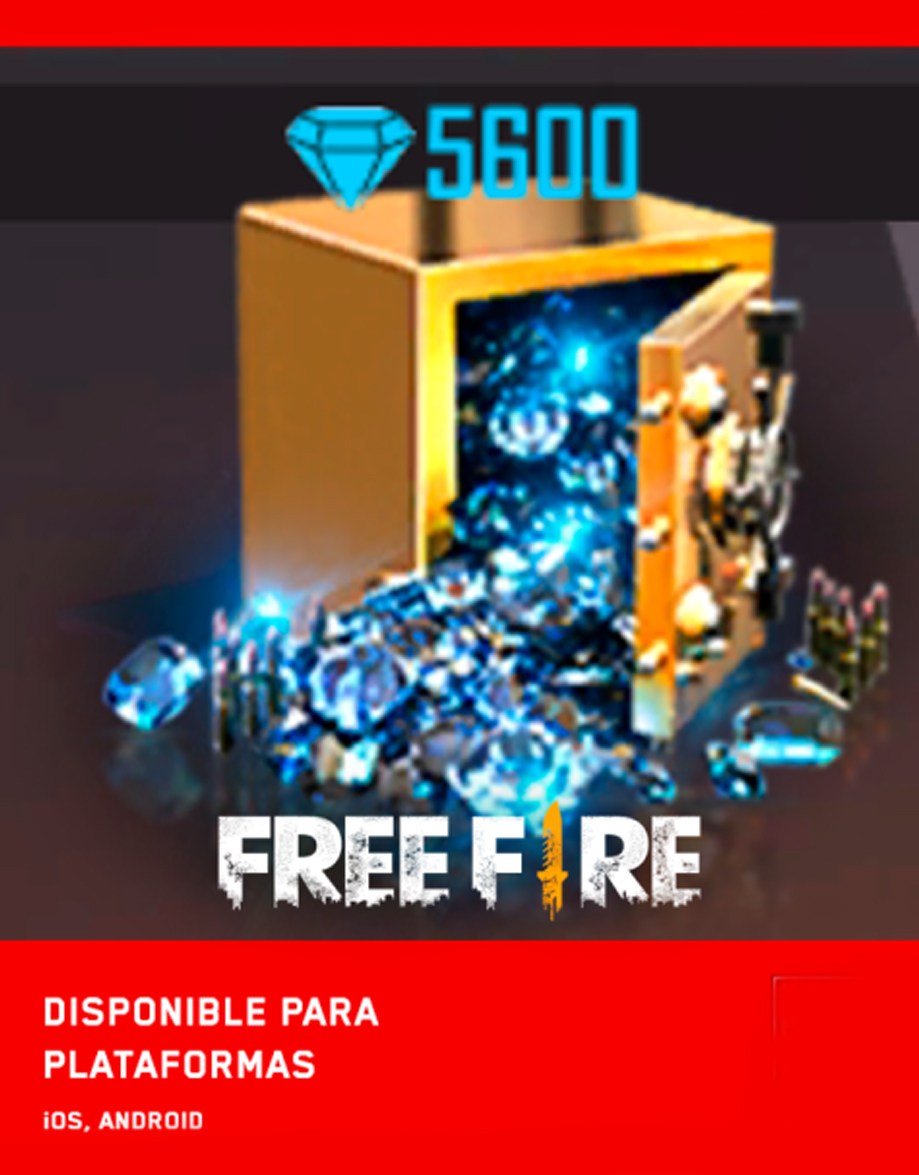 5600
FREE FIRE
DISPONIBLE PARA
PLATAFORMAS
iOS, ANDROID